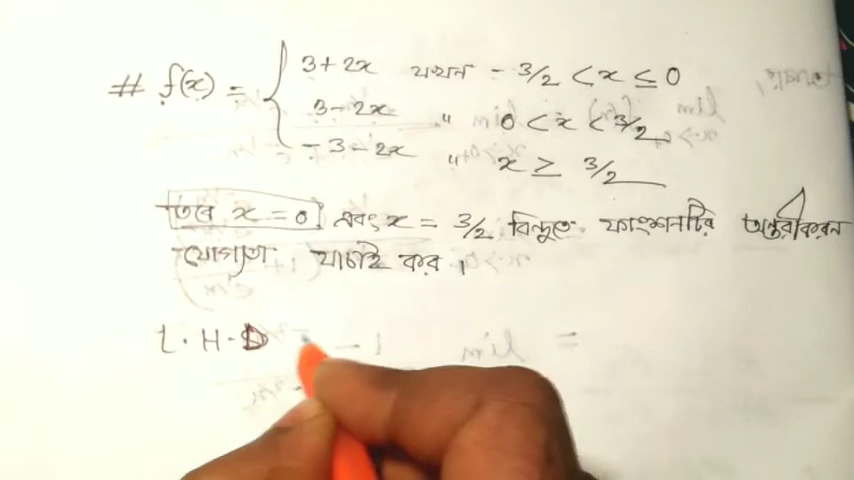 # f(x) = { 3+2x যখন - 3/2 < x ≤ 0
3-2x " 0 < x < 3/2
-3-2x " x ≥ 3/2
তবে x = 0 এবং x = 3/2 বিন্দুতে ফাংশনটির অন্তরীকরন
যোগ্যতা যাচাই কর।
L.H.D